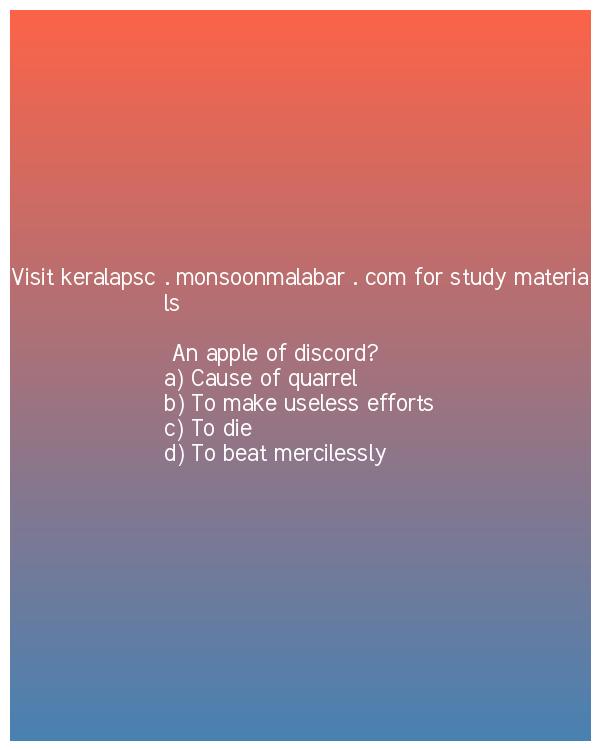 Visit keralapsc . monsoonmalabar . com for study materia
ls
An apple of discord?
a) Cause of quarrel
b) To make useless efforts
c) To die
d) To beat mercilessly